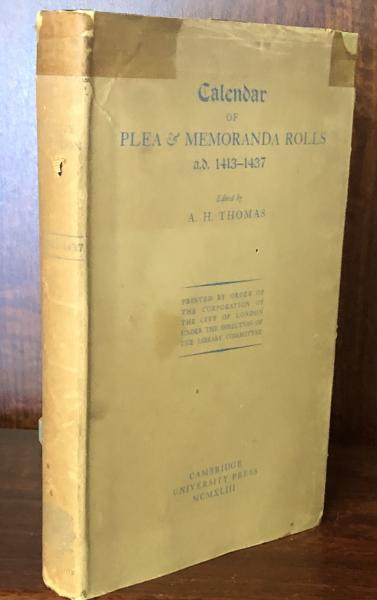 Calendar
OF
PLEA & MEMORANDA ROLLS
a.d. 1413–1437
Edited by
A. H. THOMAS
PRINTED BY ORDER OF
THE CORPORATION OF
THE CITY OF LONDON
UNDER THE DIRECTION OF
THE LIBRARY COMMITTEE
CAMBRIDGE
UNIVERSITY PRESS
MCMXLIII